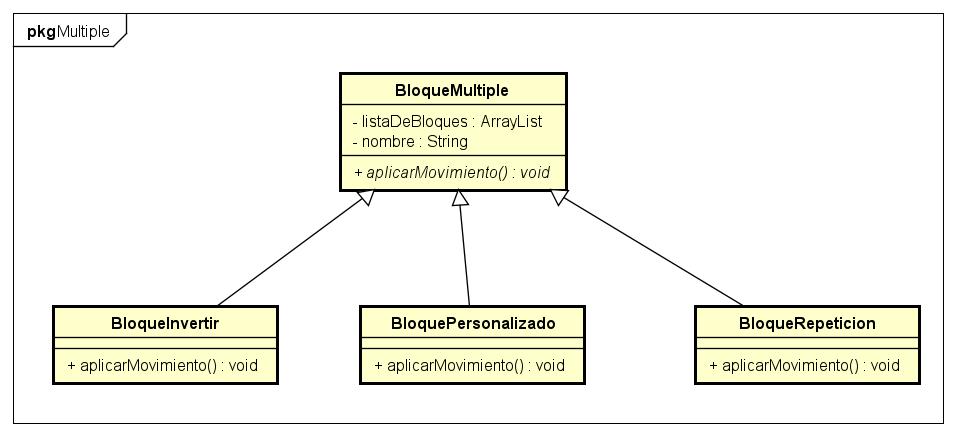 pkgMultiple
BloqueMultiple
- listaDeBloques : ArrayList
- nombre : String
+ aplicarMovimiento() : void
BloqueInvertir
+ aplicarMovimiento() : void
BloquePersonalizado
+ aplicarMovimiento() : void
BloqueRepeticion
+ aplicarMovimiento() : void